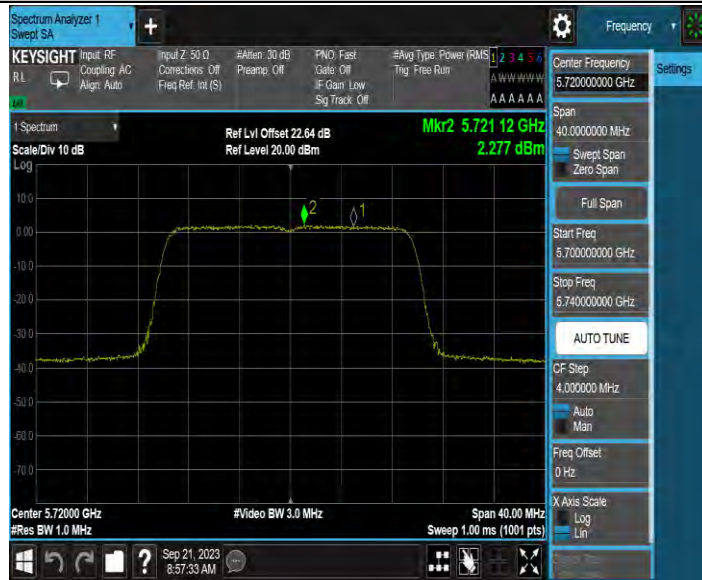 Spectrum Analyzer 1
Swept SA
+
Frequency
KEYSIGHT
RL
Input: RF
Coupling: AC
Align: Auto
Input Z: 50 Ω
Corrections: Off
Freq Ref: Int (S)
#Atten: 30 dB
Preamp: Off
PNO: Fast
Gate: Off
IF Gain: Low
Sig Track: Off
#Avg Type: Power (RMS
Trig: Free Run
1 2 3 4 5 6
A W W W W W
A A A A A A
Center Frequency
5.720000000 GHz
Settings
Span
40.0000000 MHz
Swept Span
Zero Span
Full Span
Start Freq
5.700000000 GHz
Stop Freq
5.740000000 GHz
AUTO TUNE
CF Step
4.000000 MHz
Auto
Man
Freq Offset
0 Hz
X Axis Scale
Log
Lin
1 Spectrum
Scale/Div 10 dB
Log
Ref Lvl Offset 22.64 dB
Ref Level 20.00 dBm
Mkr2 5.721 12 GHz
2.277 dBm
10.0
0.00
-10.0
-20.0
-30.0
-40.0
-50.0
-60.0
-70.0
2
1
Center 5.72000 GHz
#Res BW 1.0 MHz
#Video BW 3.0 MHz
Span 40.00 MHz
Sweep 1.00 ms (1001 pts)
?
Sep 21, 2023
8:57:33 AM